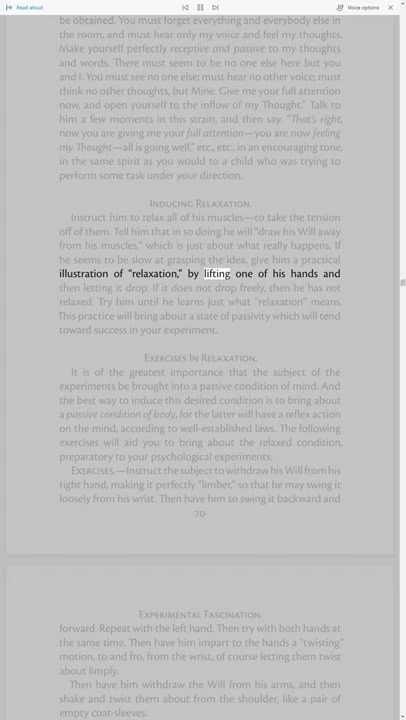 Read aloud
Voice options
be obtained. You must forget everything and everybody else in
the room, and must hear only my voice and feel my thoughts.
Make yourself perfectly receptive and passive to my thoughts
and words. There must seem to be no one else here but you
and I. You must see no one else; must hear no other voice; must
think no other thoughts, but Mine. Give me your full attention
now, and open yourself to the inflow of my Thought.” Talk to
him a few moments in this strain, and then say: “That’s right,
now you are giving me your full attention—you are now feeling
my Thought—all is going well,” etc., etc., in an encouraging tone,
in the same spirit as you would to a child who was trying to
perform some task under your direction.
Inducing Relaxation.
Instruct him to relax all of his muscles—to take the tension
off of them. Tell him that in so doing he will “draw his Will away
from his muscles,” which is just about what really happens. If
he seems to be slow at grasping the idea, give him a practical
illustration of “relaxation,” by lifting one of his hands and
then letting it drop. If it does not drop freely, then he has not
relaxed. Try him until he learns just what “relaxation” means.
This practice will bring about a state of passivity which will tend
toward success in your experiment.
Exercises In Relaxation.
It is of the greatest importance that the subject of the
experiments be brought into a passive condition of mind. And
the best way to induce this desired condition is to bring about
a passive condition of body, for the latter will have a reflex action
on the mind, according to well-established laws. The following
exercises will aid you to bring about the relaxed condition,
preparatory to your psychological experiments:
Exercises.—Instruct the subject to withdraw his Will from his
right hand, making it perfectly “limber,” so that he may swing it
loosely from his wrist. Then have him so swing it backward and
70
Experimental Fascination.
forward. Repeat with the left hand. Then try with both hands at
the same time. Then have him impart to the hands a “twisting”
motion, to and fro, from the wrist, of course letting them twist
about limply.
Then have him withdraw the Will from his arms, and then
shake and twist them about from the shoulder, like a pair of
empty coat-sleeves.